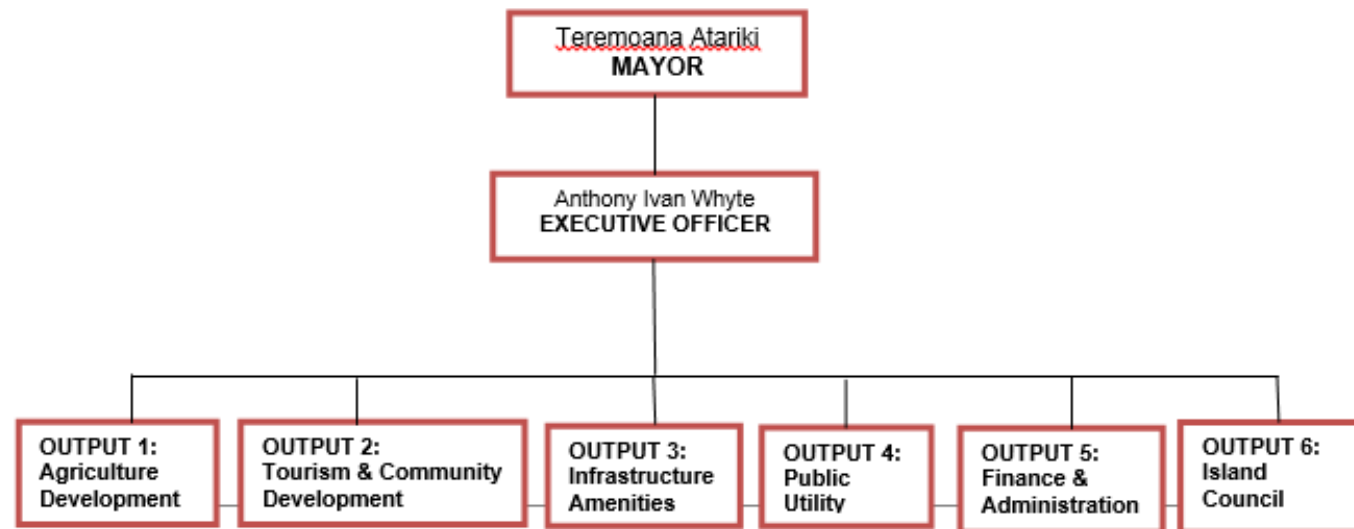 Teremoana Atariki
MAYOR
Anthony Ivan Whyte
EXECUTIVE OFFICER
OUTPUT 1:
Agriculture
Development
OUTPUT 2:
Tourism & Community
Development
OUTPUT 3:
Infrastructure
Amenities
OUTPUT 4:
Public
Utility
OUTPUT 5:
Finance &
Administration
OUTPUT 6:
Island
Council